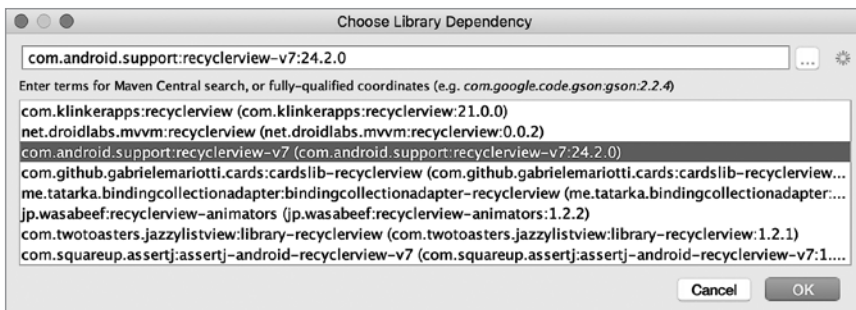 Choose Library Dependency
com.android.support:recyclerview-v7:24.2.0
...
Enter terms for Maven Central search, or fully-qualified coordinates (e.g. com.google.code.gson:gson:2.2.4)
com.klinkerapps:recyclerview (com.klinkerapps:recyclerview:21.0.0)
net.droidlabs.mvvm:recyclerview (net.droidlabs.mvvm:recyclerview:0.0.2)
com.android.support:recyclerview-v7 (com.android.support:recyclerview-v7:24.2.0)
com.github.gabrielemariotti.cards:cardslib-recyclerview (com.github.gabrielemariotti.cards:cardslib-recyclerview...
me.tatarka.bindingcollectionadapter:bindingcollectionadapter-recyclerview (me.tatarka.bindingcollectionadapter:...
jp.wasabeef:recyclerview-animators (jp.wasabeef:recyclerview-animators:1.2.2)
com.twotoasters.jazzylistview:library-recyclerview (com.twotoasters.jazzylistview:library-recyclerview:1.2.1)
com.squareup.assertj:assertj-android-recyclerview-v7 (com.squareup.assertj:assertj-android-recyclerview-v7:1....
Cancel OK